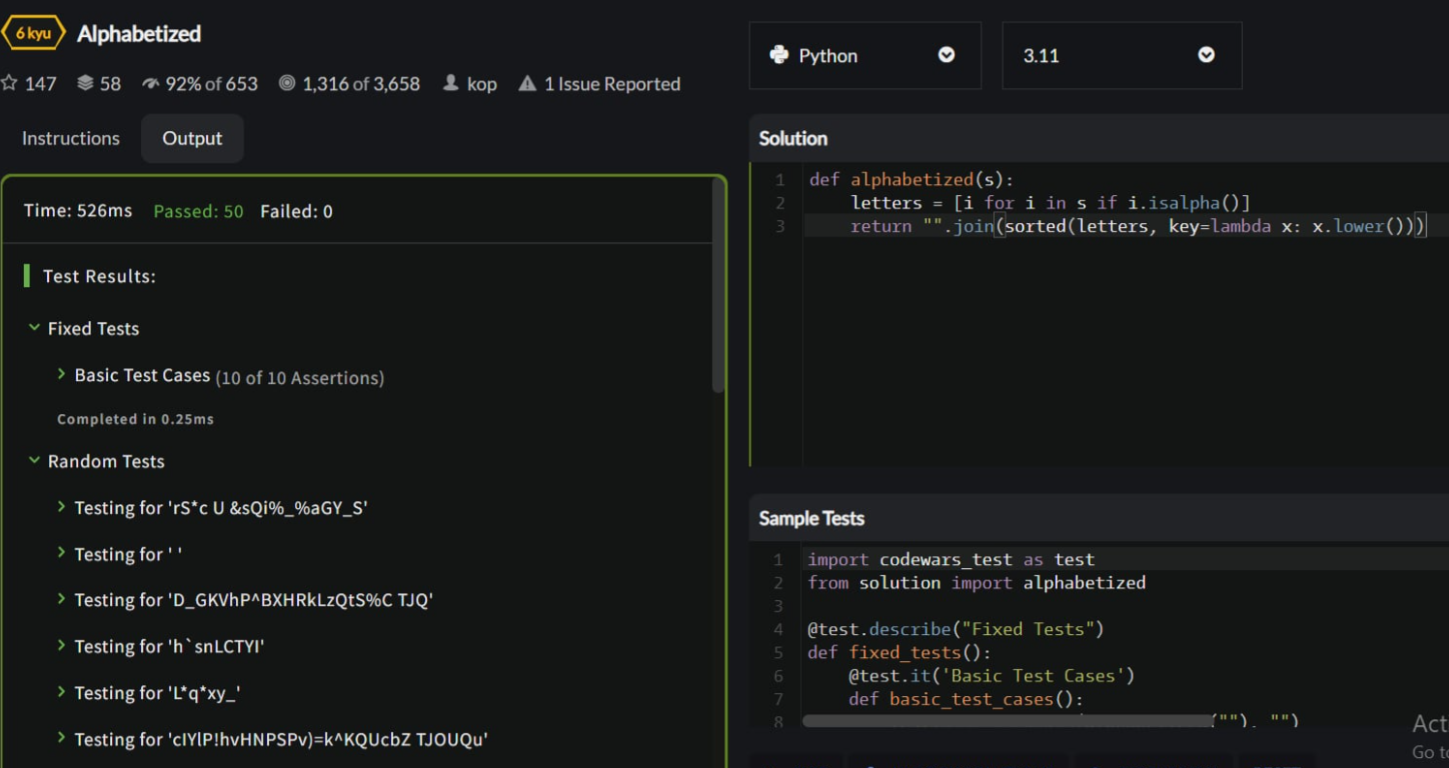 6 kyu Alphabetized
147 58 92% of 653 1,316 of 3,658 kop 1 Issue Reported
Instructions Output
Time: 526ms Passed: 50 Failed: 0
Test Results:
Fixed Tests
Basic Test Cases (10 of 10 Assertions)
Completed in 0.25ms
Random Tests
Testing for 'rS*c U &sQi%_%aGY_S'
Testing for ' '
Testing for 'D_GKVhP^BXHRkLzQtS%C TJQ'
Testing for 'h`snLCTYI'
Testing for 'L*q*xy_'
Testing for 'cIYlP!hvHNPSPv)=k^KQUcbZ TJOUQu'
Python 3.11
Solution
1 def alphabetized(s):
2 letters = [i for i in s if i.isalpha()]
3 return "".join(sorted(letters, key=lambda x: x.lower()))
Sample Tests
1 import codewars_test as test
2 from solution import alphabetized
3
4 @test.describe("Fixed Tests")
5 def fixed_tests():
6 @test.it('Basic Test Cases')
7 def basic_test_cases():
8 (""), "")
Act
Go to